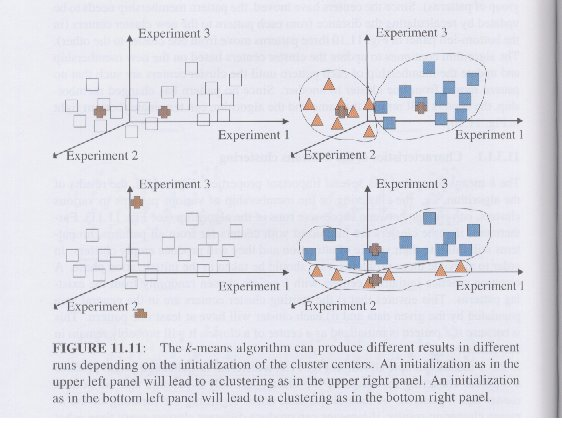 Experiment 3
Experiment 3
Experiment 1
Experiment 1
Experiment 2
Experiment 2
Experiment 3
Experiment 3
Experiment 1
Experiment 1
Experiment 2
Experiment 2
FIGURE 11.11: The k-means algorithm can produce different results in different
runs depending on the initialization of the cluster centers. An initialization as in the
upper left panel will lead to a clustering as in the upper right panel. An initialization
as in the bottom left panel will lead to a clustering as in the bottom right panel.